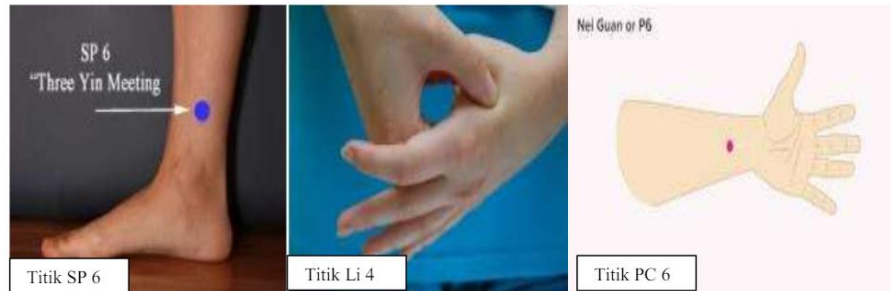 SP 6
“Three Yin Meeting
Titik SP 6
Titik Li 4
Nei Guan or P6
Titik PC 6